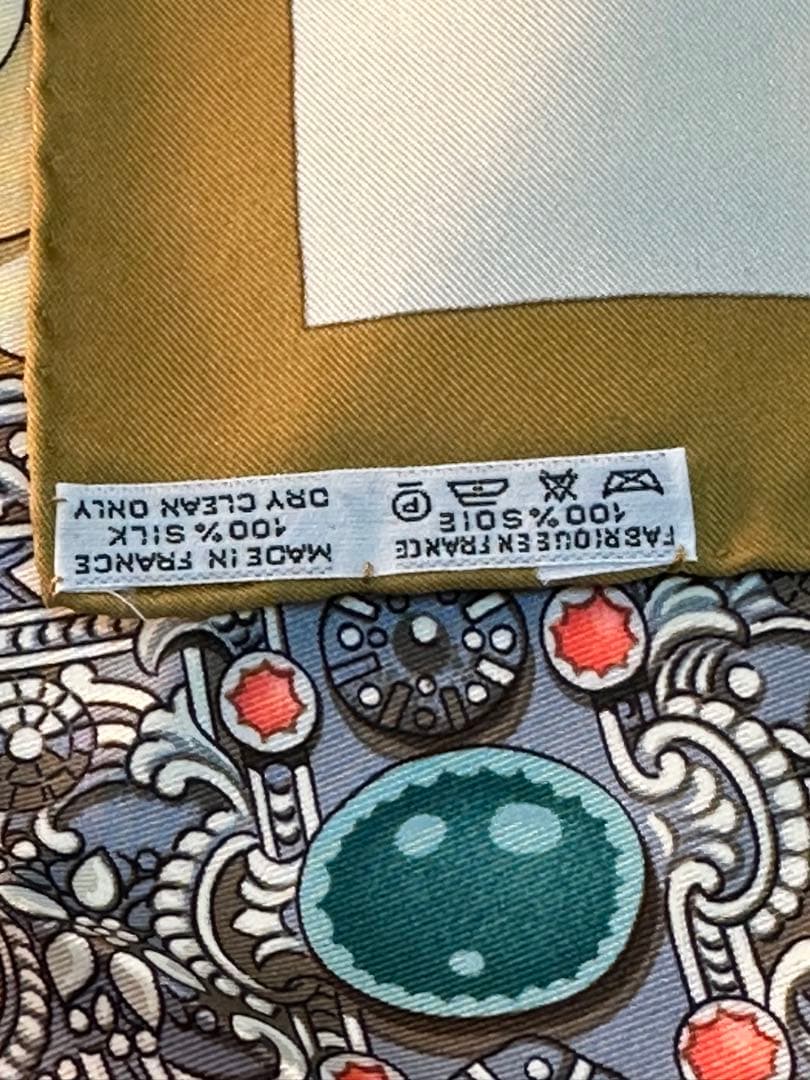 FABRIQUE EN FRANCE
100% SOIE
P
MADE IN FRANCE
100% SILK
DRY CLEAN ONLY